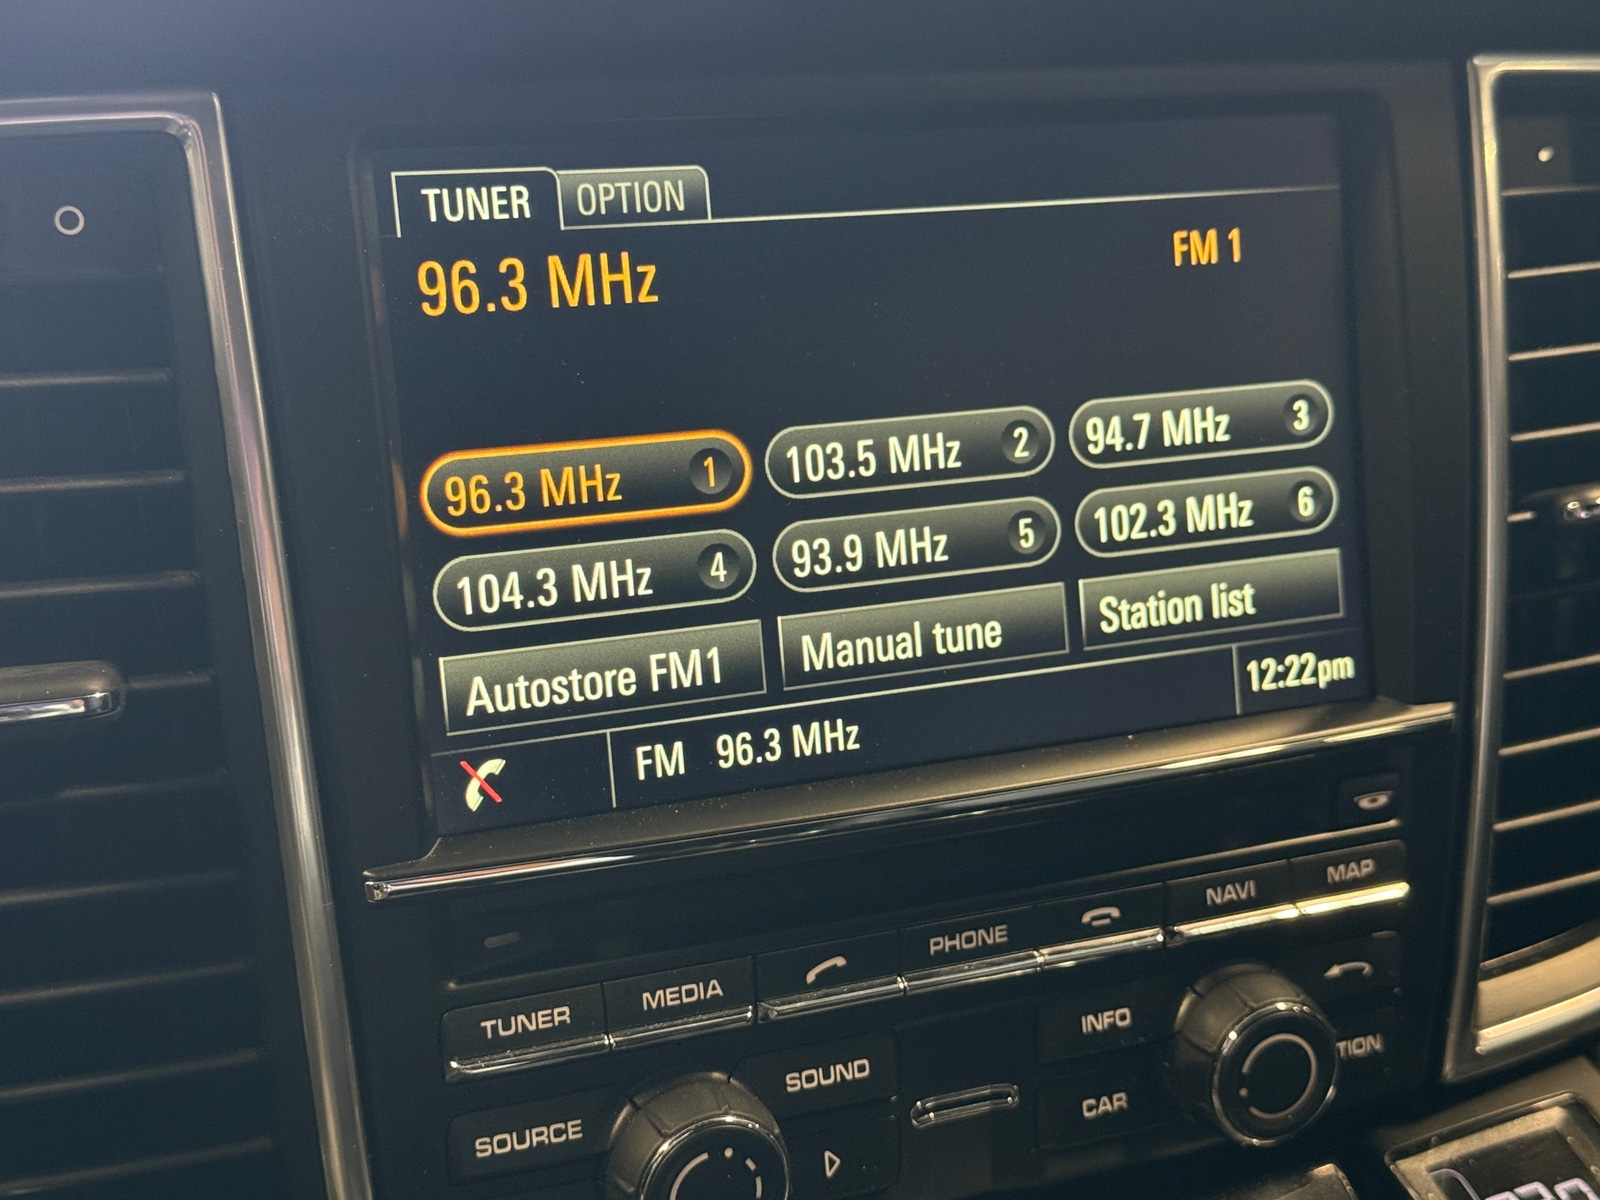 TUNER OPTION
96.3 MHz
FM 1
96.3 MHz 1
103.5 MHz 2
94.7 MHz 3
104.3 MHz 4
93.9 MHz 5
102.3 MHz 6
Autostore FM1
Manual tune
Station list
FM 96.3 MHz
12:22pm
TUNER
MEDIA
PHONE
NAVI
MAP
SOURCE
SOUND
INFO
CAR
TION